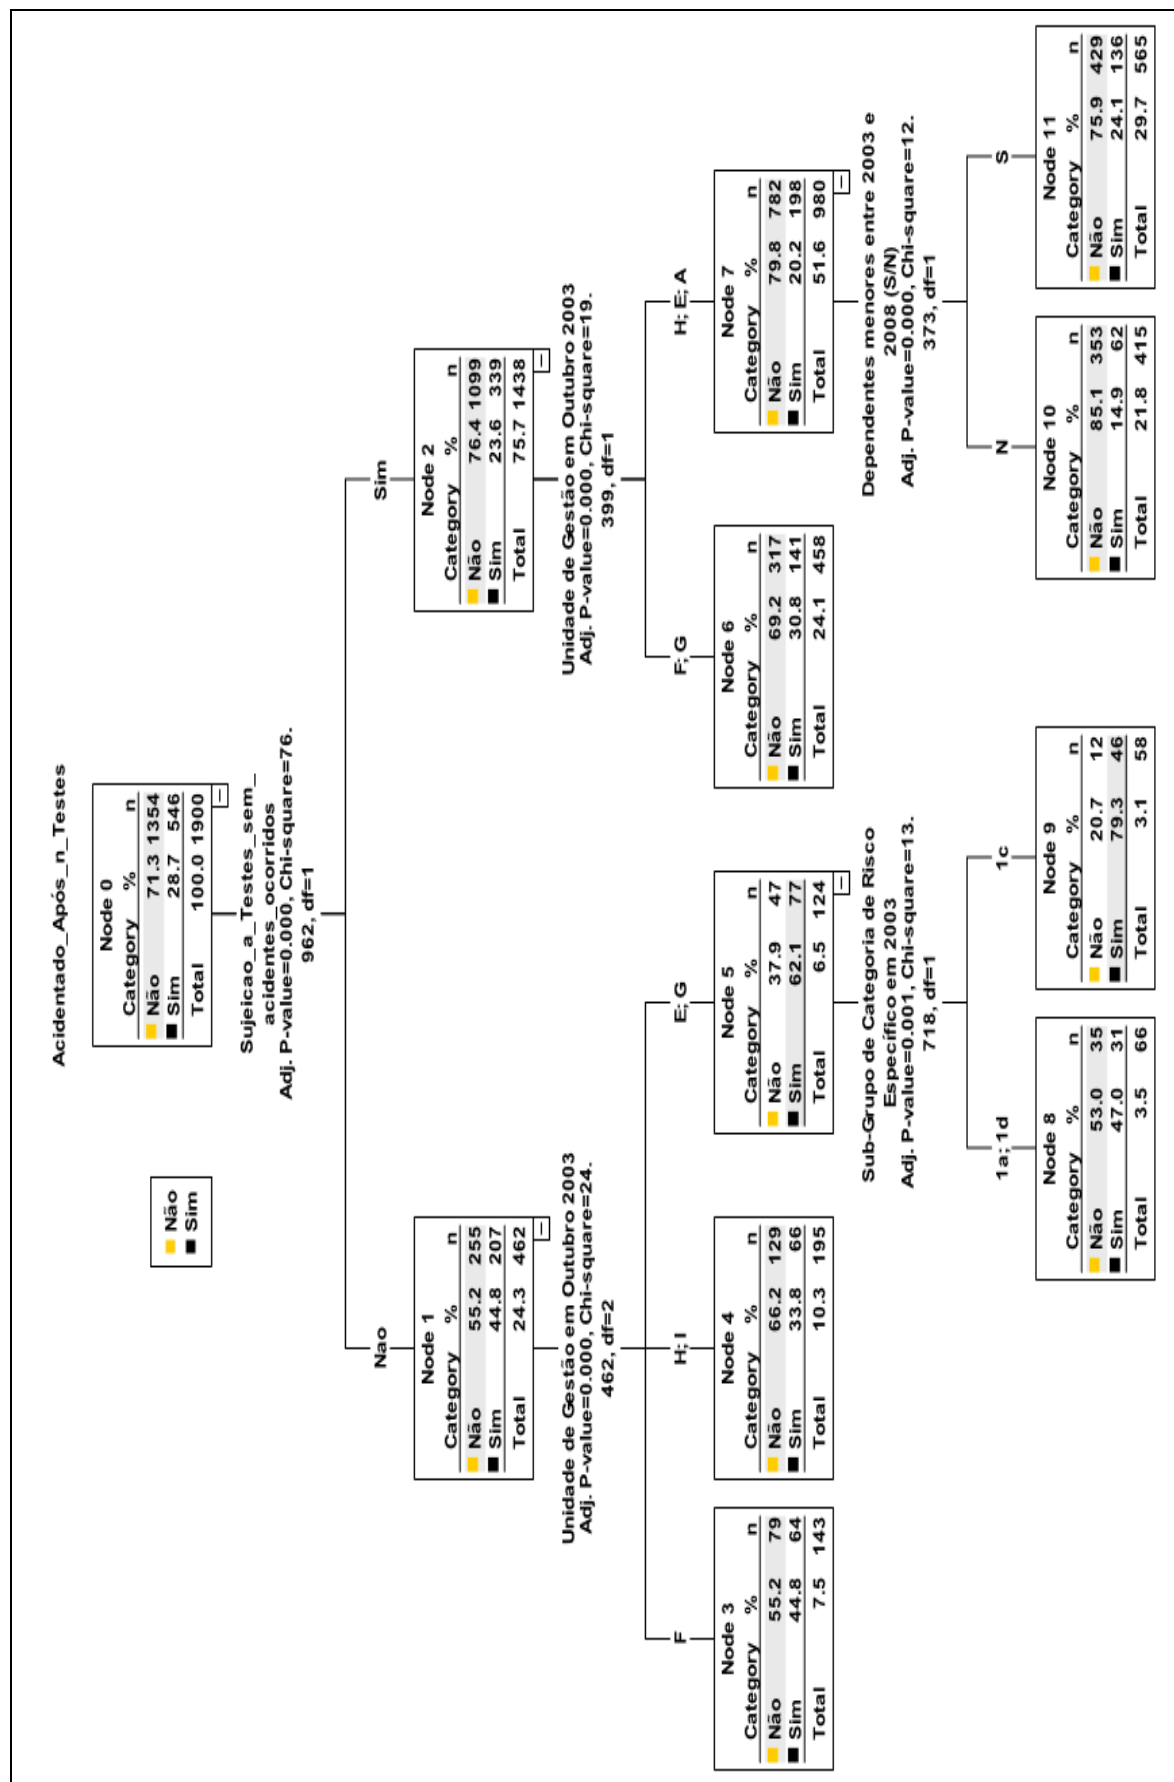 Acidentado_Após_n_Testes
Não
Sim
Node 0
Category % n
Não 71.3 1354
Sim 28.7 546
Total 100.0 1900
Sujeicao_a_Testes_sem_
acidentes_ocorridos
Adj. P-value=0.000, Chi-square=76.
962, df=1
Nao
Sim
Node 1
Category % n
Não 55.2 255
Sim 44.8 207
Total 24.3 462
Unidade de Gestão em Outubro 2003
Adj. P-value=0.000, Chi-square=24.
462, df=2
Node 2
Category % n
Não 76.4 1099
Sim 23.6 339
Total 75.7 1438
Unidade de Gestão em Outubro 2003
Adj. P-value=0.000, Chi-square=19.
399, df=1
F
H; I
E; G
F; G
H; E; A
Node 3
Category % n
Não 55.2 79
Sim 44.8 64
Total 7.5 143
Node 4
Category % n
Não 66.2 129
Sim 33.8 66
Total 10.3 195
Node 5
Category % n
Não 37.9 47
Sim 62.1 77
Total 6.5 124
Sub-Grupo de Categoria de Risco
Específico em 2003
Adj. P-value=0.001, Chi-square=13.
718, df=1
Node 6
Category % n
Não 69.2 317
Sim 30.8 141
Total 24.1 458
Node 7
Category % n
Não 79.8 782
Sim 20.2 198
Total 51.6 980
Dependentes menores entre 2003 e
2008 (S/N)
Adj. P-value=0.000, Chi-square=12.
373, df=1
1a; 1d
1c
N
S
Node 8
Category % n
Não 53.0 35
Sim 47.0 31
Total 3.5 66
Node 9
Category % n
Não 20.7 12
Sim 79.3 46
Total 3.1 58
Node 10
Category % n
Não 85.1 353
Sim 14.9 62
Total 21.8 415
Node 11
Category % n
Não 75.9 429
Sim 24.1 136
Total 29.7 565